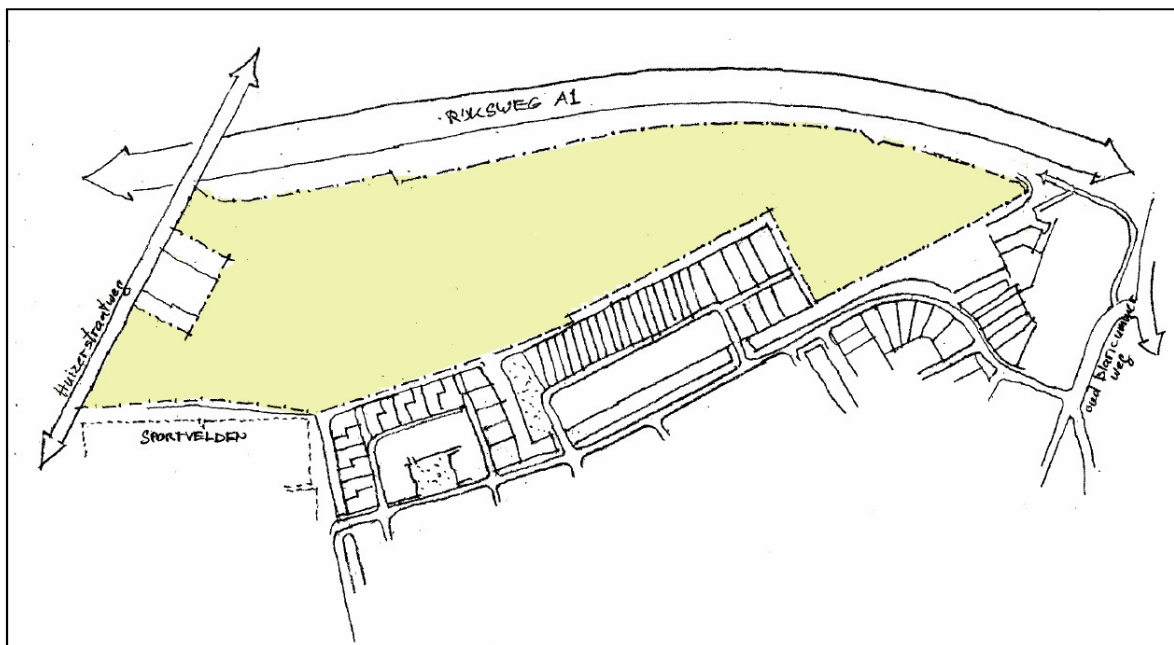 RIJKSWEG A1
Huizerstraatweg
SPORTVELDEN
oud blaricummer
weg